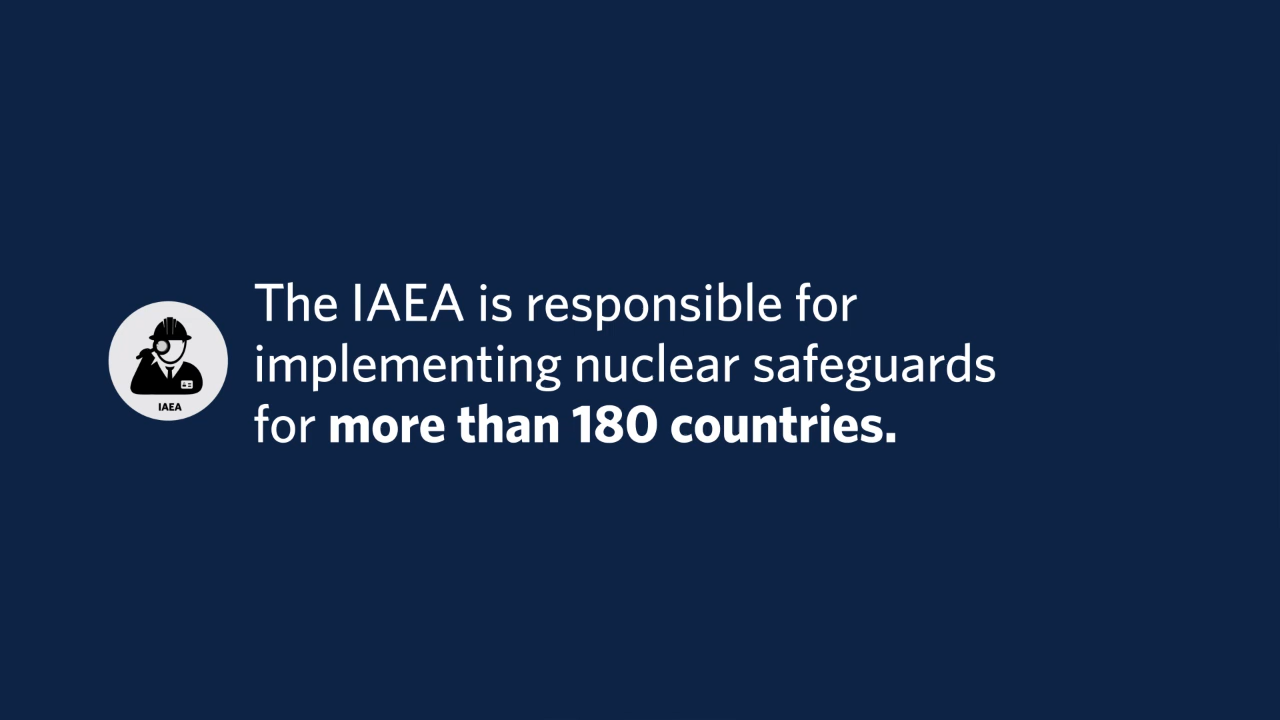 The IAEA is responsible for
implementing nuclear safeguards
for more than 180 countries.
IAEA